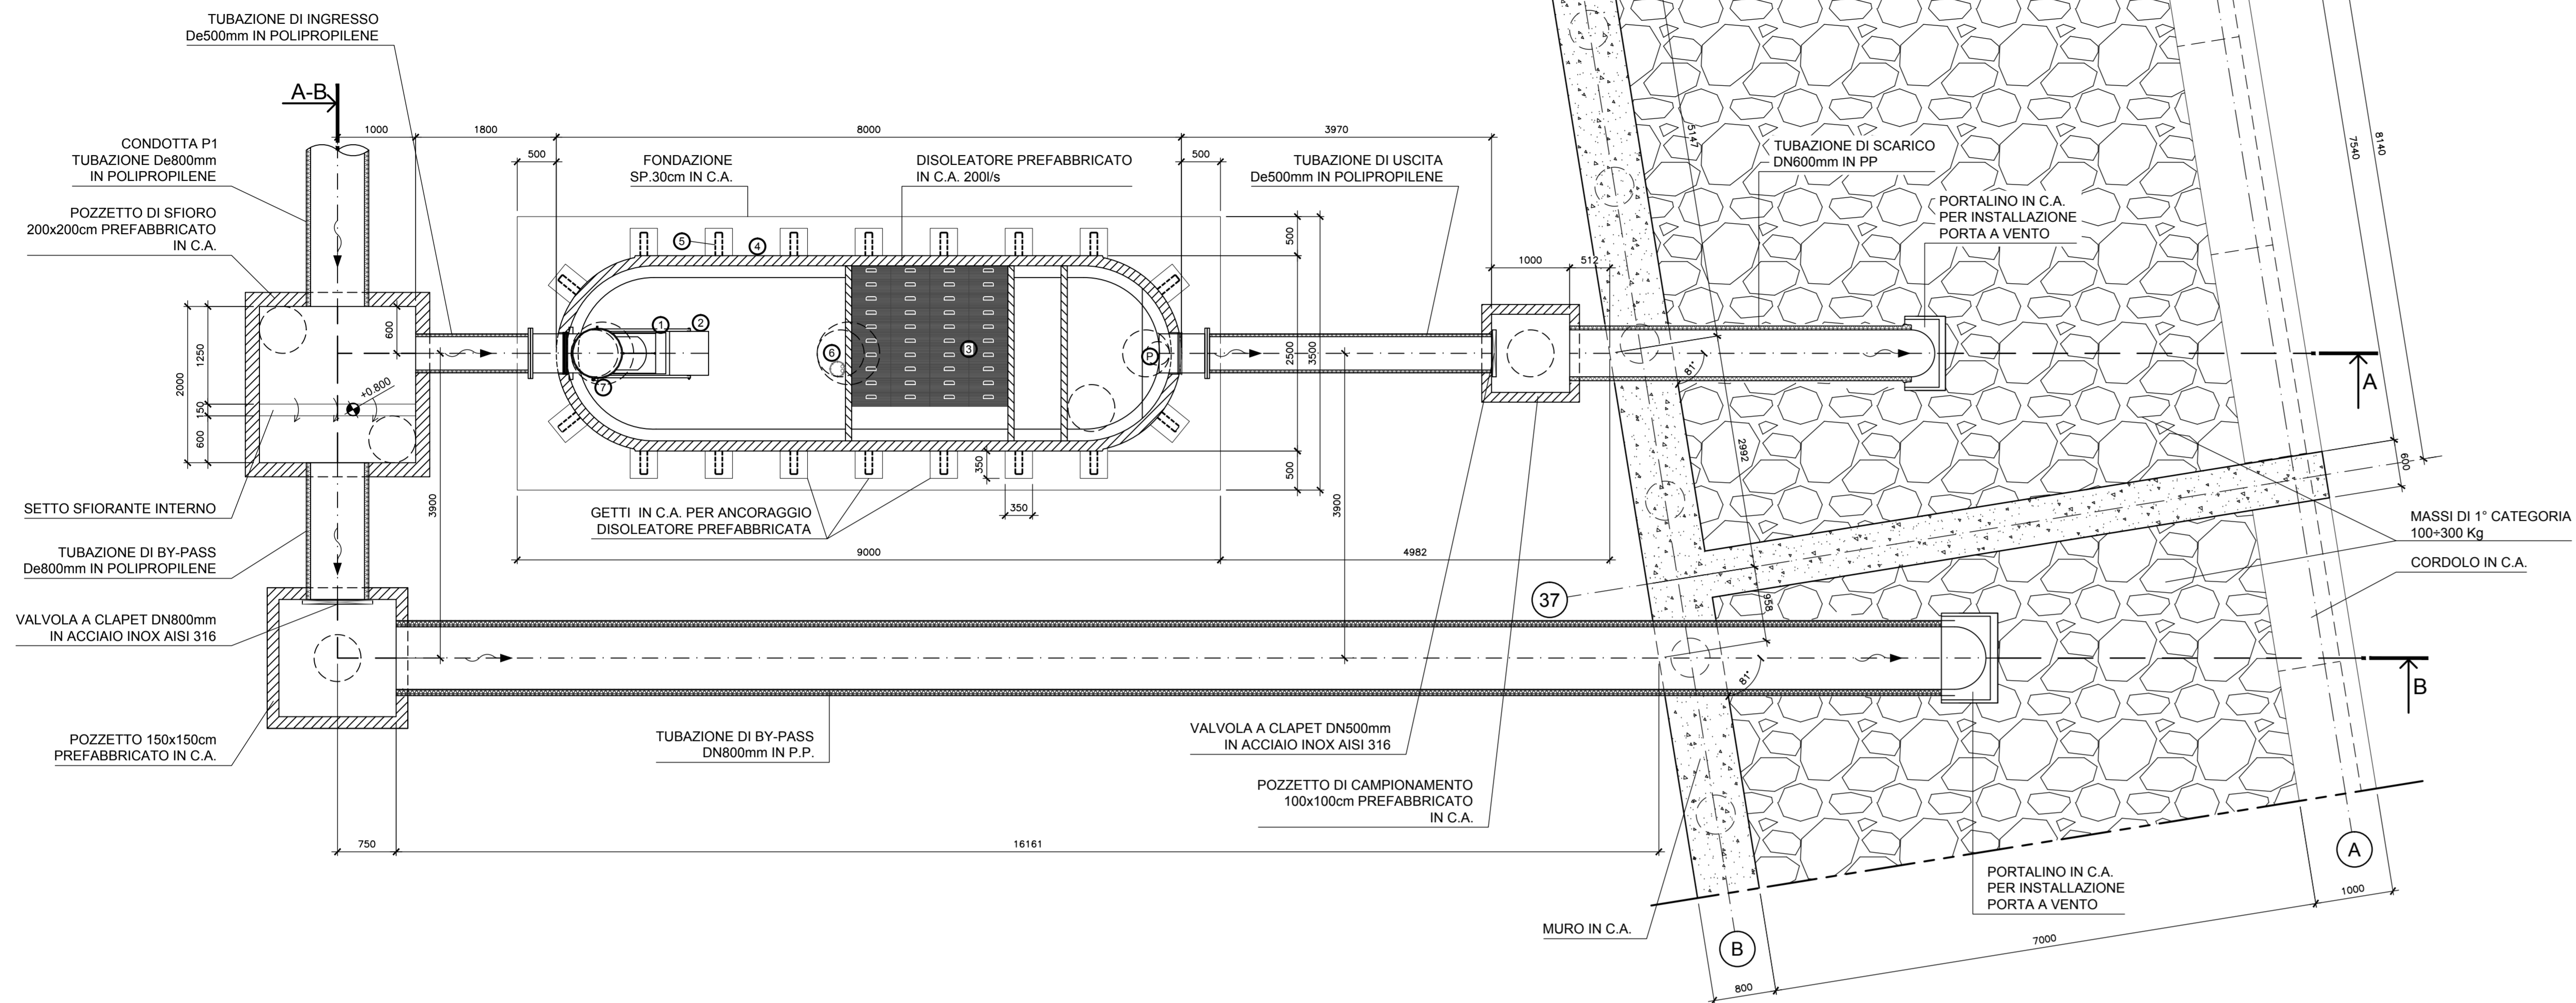 TUBAZIONE DI INGRESSO
De500mm IN POLIPROPILENE
A-B
CONDOTTA P1
TUBAZIONE De800mm
IN POLIPROPILENE
POZZETTO DI SFIORO
200x200cm PREFABBRICATO
IN C.A.
1000
1800
8000
3970
500
500
FONDAZIONE
SP.30cm IN C.A.
DISOLEATORE PREFABBRICATO
IN C.A. 200l/s
TUBAZIONE DI USCITA
De500mm IN POLIPROPILENE
5147
TUBAZIONE DI SCARICO
DN600mm IN PP
7540
8140
PORTALINO IN C.A.
PER INSTALLAZIONE
PORTA A VENTO
5
4
500
1000
512
1
2
600
1250
2000
150
600
+0.800
6
3
P
7
2500
3500
81°
A
500
350
350
2992
600
SETTO SFIORANTE INTERNO
3900
3900
GETTI IN C.A. PER ANCORAGGIO
DISOLEATORE PREFABBRICATA
MASSI DI 1° CATEGORIA
100÷300 Kg
TUBAZIONE DI BY-PASS
De800mm IN POLIPROPILENE
9000
4982
CORDOLO IN C.A.
37
958
VALVOLA A CLAPET DN800mm
IN ACCIAIO INOX AISI 316
81°
B
POZZETTO 150x150cm
PREFABBRICATO IN C.A.
TUBAZIONE DI BY-PASS
DN800mm IN P.P.
VALVOLA A CLAPET DN500mm
IN ACCIAIO INOX AISI 316
POZZETTO DI CAMPIONAMENTO
100x100cm PREFABBRICATO
IN C.A.
750
16161
A
PORTALINO IN C.A.
PER INSTALLAZIONE
PORTA A VENTO
1000
MURO IN C.A.
B
7000
800